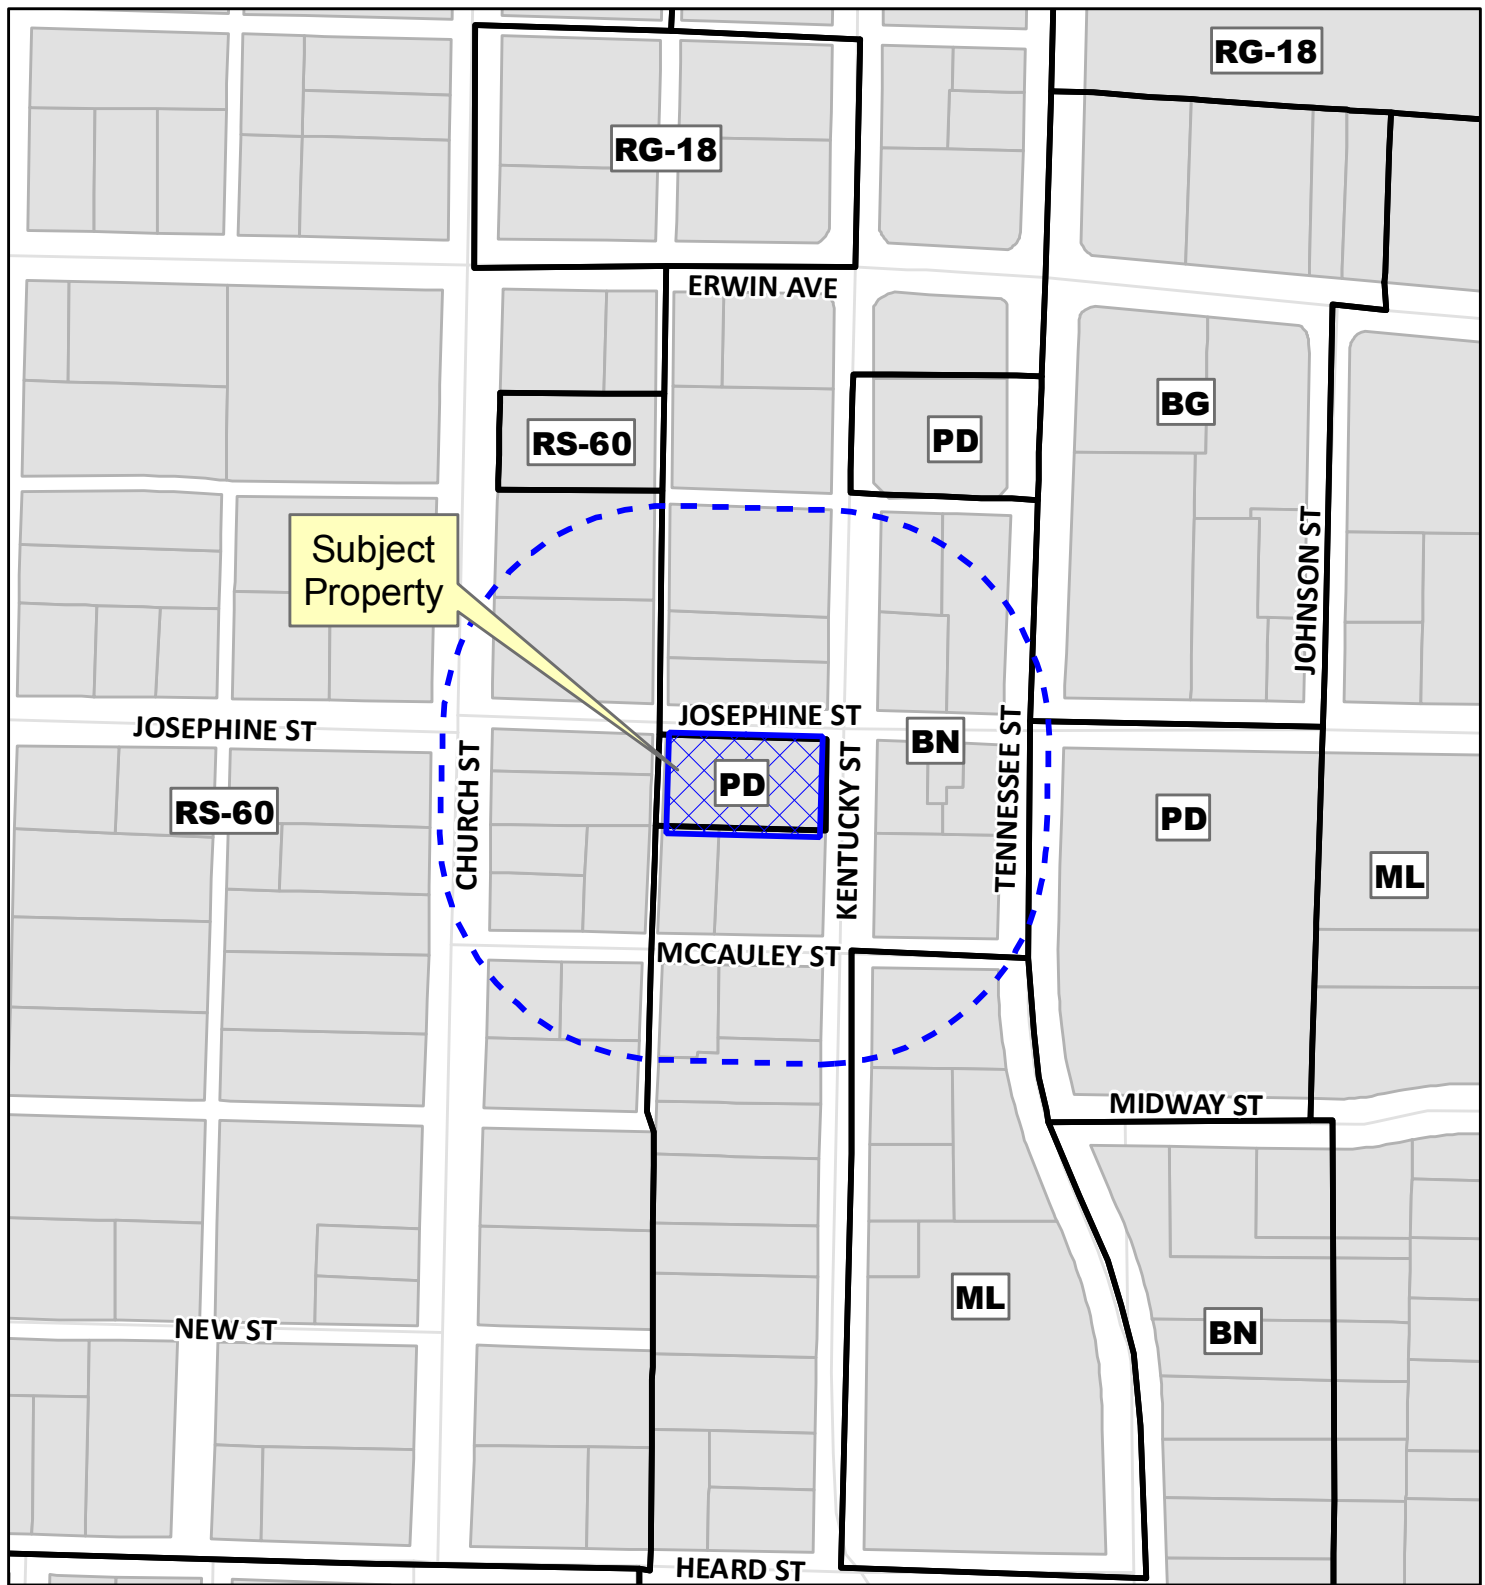 RG-18
RG-18
ERWIN AVE
BG
RS-60
PD
Subject
Property
JOHNSON ST
JOSEPHINE ST
JOSEPHINE ST
BN
TENNESSEE ST
CHURCH ST
KENTUCKY ST
PD
RS-60
PD
ML
MCCAULEY ST
MIDWAY ST
ML
NEW ST
BN
HEARD ST